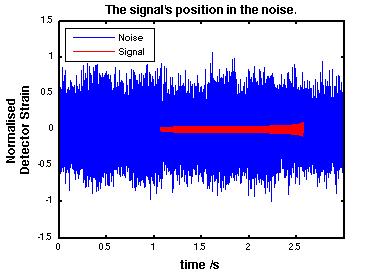 The signal's position in the noise.
1.5
Noise
Signal
1
0.5
0
-0.5
-1
-1.5
Normalised
Detector Strain
0 0.5 1 1.5 2 2.5
time /s